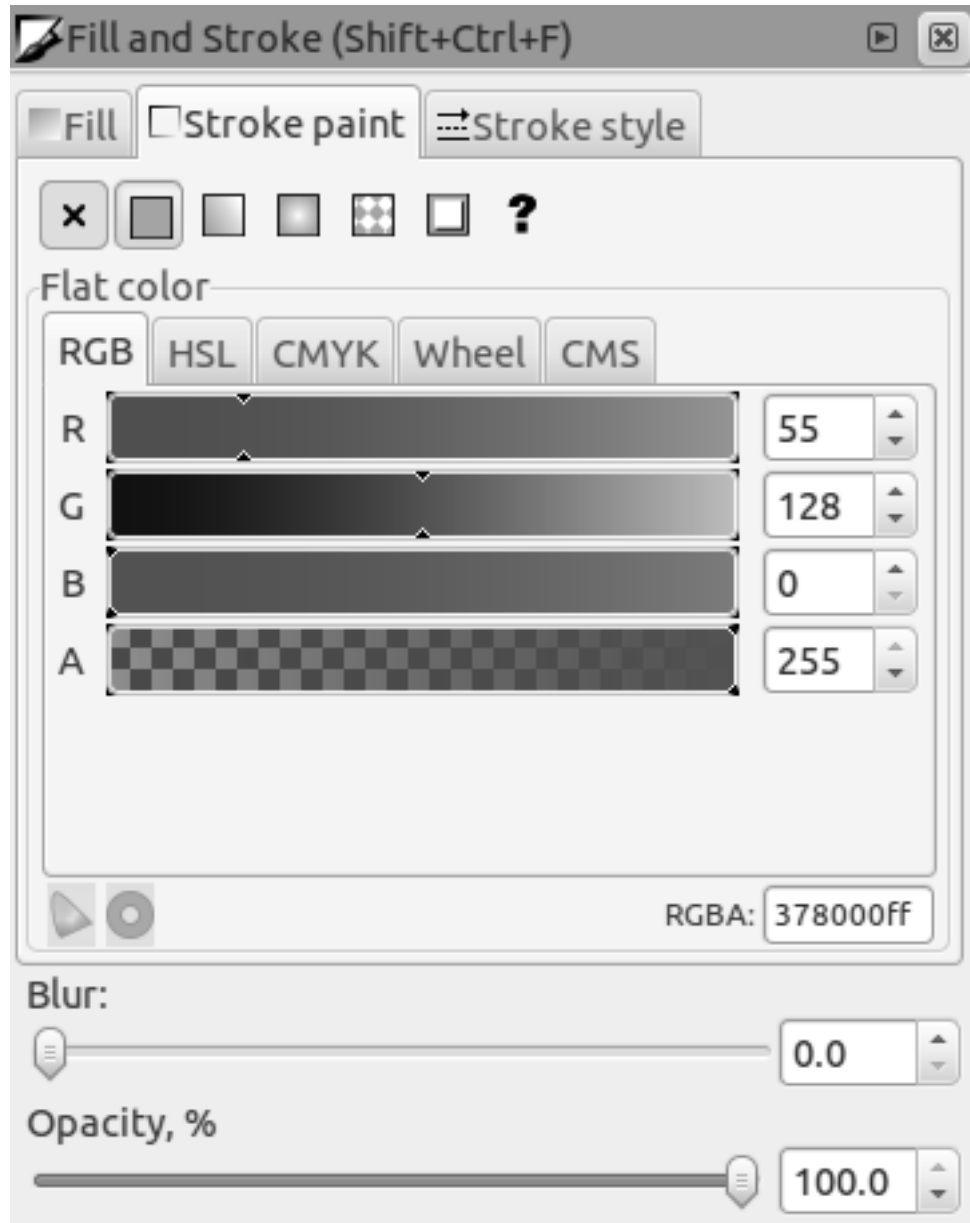 Fill and Stroke (Shift+Ctrl+F)
Fill Stroke paint Stroke style
?
Flat color
RGB HSL CMYK Wheel CMS
R 55
G 128
B 0
A 255
RGBA: 378000ff
Blur:
0.0
Opacity, %
100.0